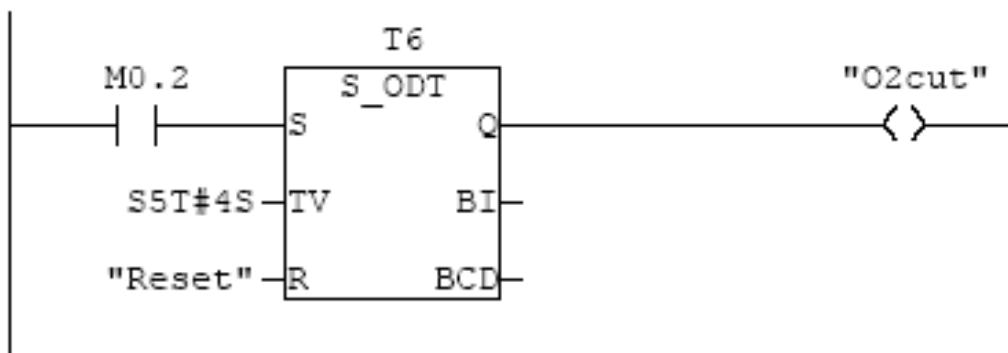 T6
M0.2 S_ODT "O2cut"
S Q
S5T#4S TV BI
"Reset" R BCD